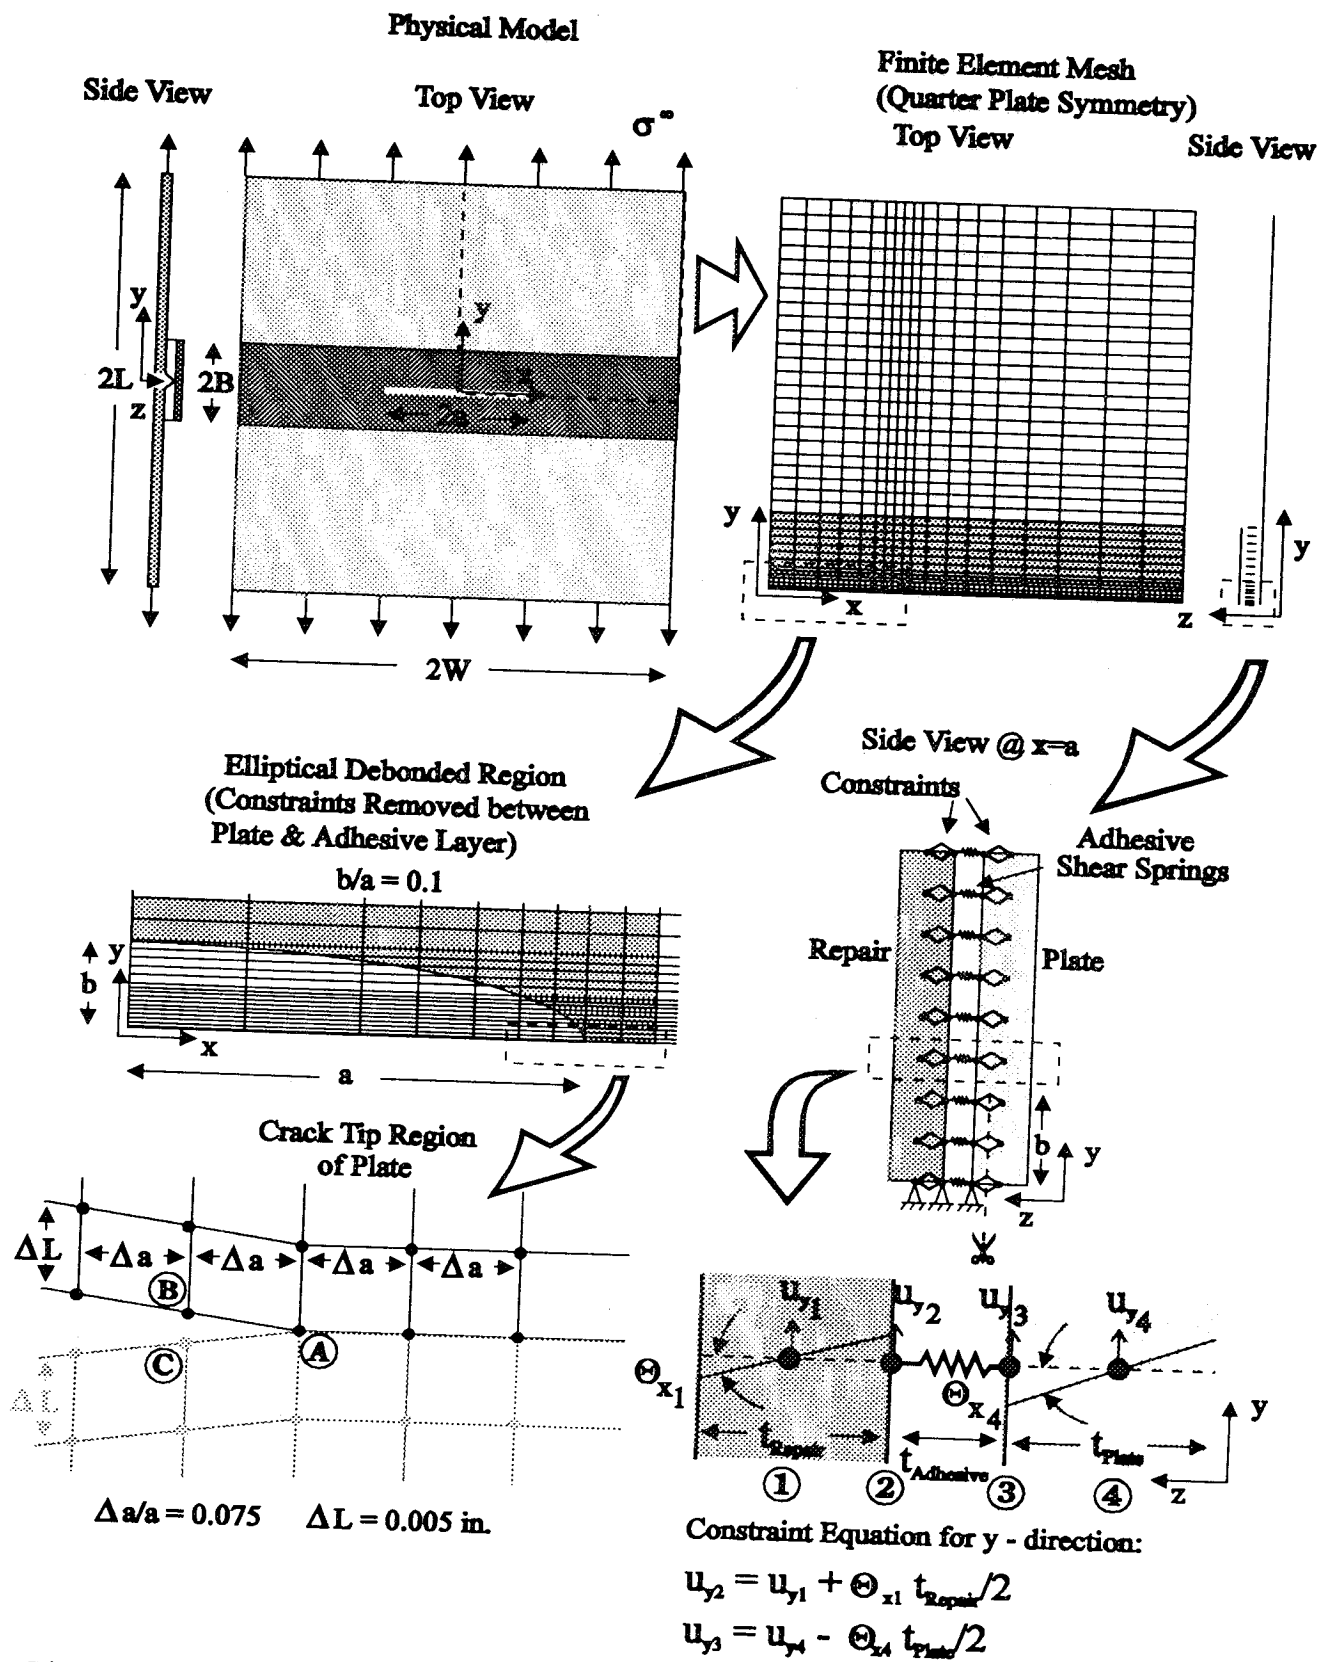 Physical Model
Side View
Top View
σ∞
2L
y
z
2B
y
x
2a
2W
Finite Element Mesh
(Quarter Plate Symmetry)
Top View
Side View
y
x
y
z
Elliptical Debonded Region
(Constraints Removed between
Plate & Adhesive Layer)
b/a = 0.1
b
y
x
a
Side View @ x=a
Constraints
Adhesive
Shear Springs
Repair
Plate
b
y
z
Crack Tip Region
of Plate
ΔL
Δa
Δa
Δa
Δa
B
A
C
ΔL
Δa/a = 0.075 ΔL = 0.005 in.
uy1
uy2
uy3
uy4
Θx1
Θx4
tRepair
tAdhesive
tPlate
y
z
1
2
3
4
Constraint Equation for y - direction:
uy2 = uy1 + Θx1 tRepair/2
uy3 = uy4 - Θx4 tPlate/2